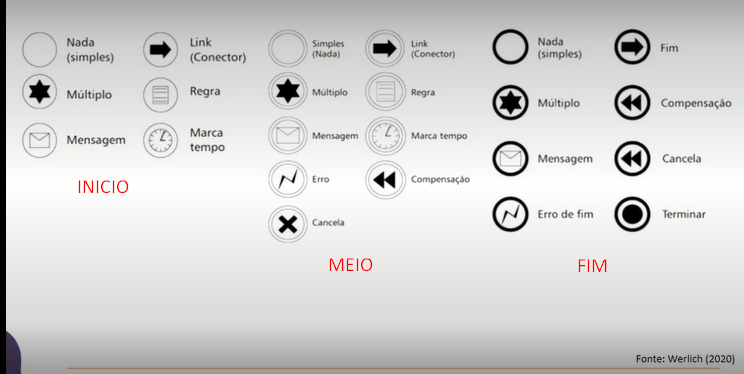 Nada
(simples)
Link
(Conector)
Múltiplo
Regra
Mensagem
Marca
tempo
INICIO
Simples
(Nada)
Link
(Conector)
Múltiplo
Regra
Mensagem
Marca tempo
Erro
Compensação
Cancela
MEIO
Nada
(simples)
Fim
Múltiplo
Compensação
Mensagem
Cancela
Erro de fim
Terminar
FIM
Fonte: Werlich (2020)